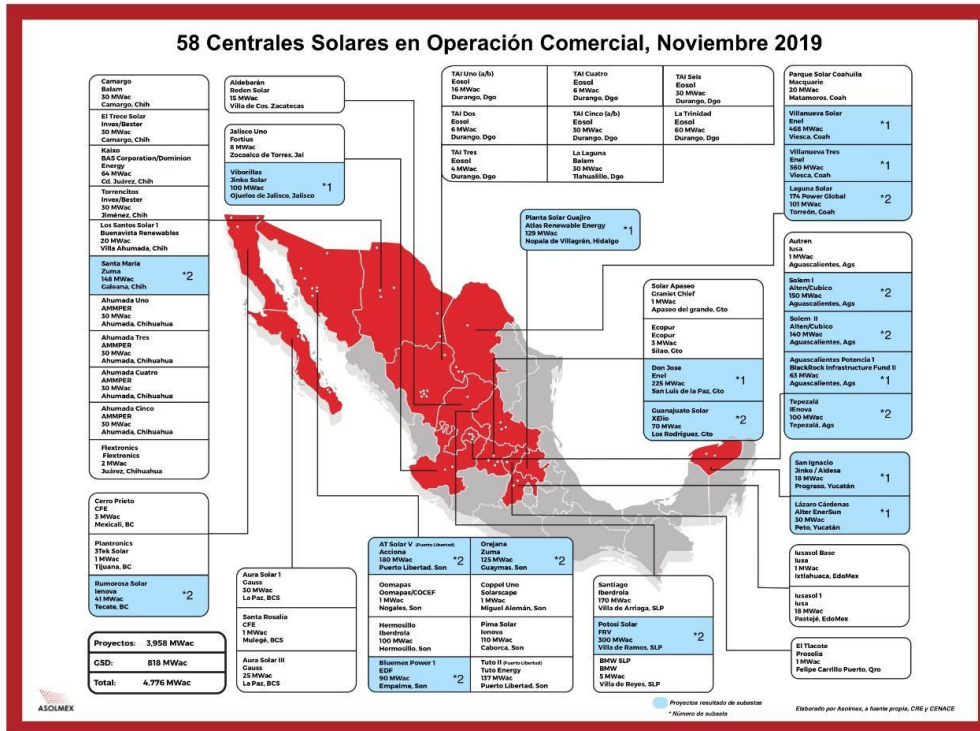 58 Centrales Solares en Operación Comercial, Noviembre 2019
Camargo
Balam
30 MWac
Camargo, Chih
El Trece Solar
Invex/Bester
30 MWac
Camargo, Chih
Kaixo
BAS Corporation/Dominion
Energy
64 MWac
Cd. Juárez, Chih
Torrencitos
Invex/Bester
30 MWac
Jiménez, Chih
Los Santos Solar 1
Buenavista Renewables
20 MWac
Villa Ahumada, Chih
Santa María
Zuma
148 MWac
Galeana, Chih
*2
Ahumada Uno
AMMPER
30 MWac
Ahumada, Chihuahua
Ahumada Tres
AMMPER
30 MWac
Ahumada, Chihuahua
Ahumada Cuatro
AMMPER
30 MWac
Ahumada, Chihuahua
Ahumada Cinco
AMMPER
30 MWac
Ahumada, Chihuahua
Flextronics
Flextronics
2 MWac
Juárez, Chihuahua
Aldebarán
Reden Solar
15 MWac
Villa de Cos, Zacatecas
Jalisco Uno
Fortius
8 MWac
Zocoalco de Torres, Jal
Viborillas
Jinko Solar
100 MWac
Ojuelos de Jalisco, Jalisco
*1
TAI Uno (a/b)
Eosol
16 MWac
Durango, Dgo
TAI Cuatro
Eosol
6 MWac
Durango, Dgo
TAI Seis
Eosol
30 MWac
Durango, Dgo
TAI Dos
Eosol
6 MWac
Durango, Dgo
TAI Cinco (a/b)
Eosol
30 MWac
Durango, Dgo
La Trinidad
Eosol
60 MWac
Durango, Dgo
TAI Tres
Eosol
4 MWac
Durango, Dgo
La Laguna
Balam
30 MWac
Tlahualillo, Dgo
Parque Solar Coahuila
Macquarie
20 MWac
Matamoros, Coah
Villanueva Solar
Enel
468 MWac
Viesca, Coah
*1
Villanueva Tres
Enel
360 MWac
Viesca, Coah
*1
Laguna Solar
174 Power Global
101 MWac
Torreón, Coah
*2
Planta Solar Guajiro
Atlas Renewable Energy
129 MWac
Nopala de Villagrán, Hidalgo
*1
Solar Apaseo
Graniet Chief
1 MWac
Apaseo del grande, Gto
Ecopur
Ecopur
3 MWac
Silao, Gto
Don Jose
Enel
225 MWac
San Luis de la Paz, Gto
*1
Guanajuato Solar
XElio
70 MWac
Los Rodríguez, Gto
*2
Autren
Iusa
1 MWac
Aguascalientes, Ags
Solem I
Alten/Cubico
150 MWac
Aguascalientes, Ags
*2
Solem II
Alten/Cubico
140 MWac
Aguascalientes, Ags
*2
Aguascalientes Potencia 1
BlackRock Infrastructure Fund II
63 MWac
Aguascalientes, Ags
*1
Tepezalá
IEnova
100 MWac
Tepezalá, Ags
*2
San Ignacio
Jinko / Aldesa
18 MWac
Progreso, Yucatán
*1
Lázaro Cárdenas
Alter EnerSun
30 MWac
Peto, Yucatán
*1
Iusasol Base
Iusa
1 MWac
Ixtlahuaca, EdoMex
Iusasol 1
Iusa
18 MWac
Pastejé, EdoMex
El Tlacote
Prosolia
1 MWac
Felipe Carrillo Puerto, Qro
Cerro Prieto
CFE
3 MWac
Mexicali, BC
Plantronics
3Tek Solar
1 MWac
Tijuana, BC
Rumorosa Solar
Ienova
41 MWac
Tecate, BC
*2
Aura Solar 1
Gauss
30 MWac
La Paz, BCS
Santa Rosalía
CFE
1 MWac
Mulegé, BCS
Aura Solar III
Gauss
25 MWac
La Paz, BCS
AT Solar V (Puerto Libertad)
Acciona
180 MWac
Puerto Libertad, Son
*2
Orejana
Zuma
125 MWac
Guaymas, Son
*2
Oomapas
Oomapas/COCEF
1 MWac
Nogales, Son
Coppel Uno
Solarscape
1 MWac
Miguel Alemán, Son
Hermosillo
Iberdrola
100 MWac
Hermosillo, Son
Pima Solar
Ienova
110 MWac
Caborca, Son
Bluemex Power 1
EDF
90 MWac
Empalme, Son
*2
Tuto II (Puerto Libertad)
Tuto Energy
137 MWac
Puerto Libertad, Son
Santiago
Iberdrola
170 MWac
Villa de Arriaga, SLP
Potosí Solar
FRV
300 MWac
Villa de Ramos, SLP
*2
BMW SLP
BMW
5 MWac
Villa de Reyes, SLP
Proyectos: 3,958 MWac
GSD: 818 MWac
Total: 4,776 MWac
ASOLMEX
Proyectos resultado de subastas
* Número de subasta
Elaborado por Asolmex, a fuente propia, CRE y CENACE